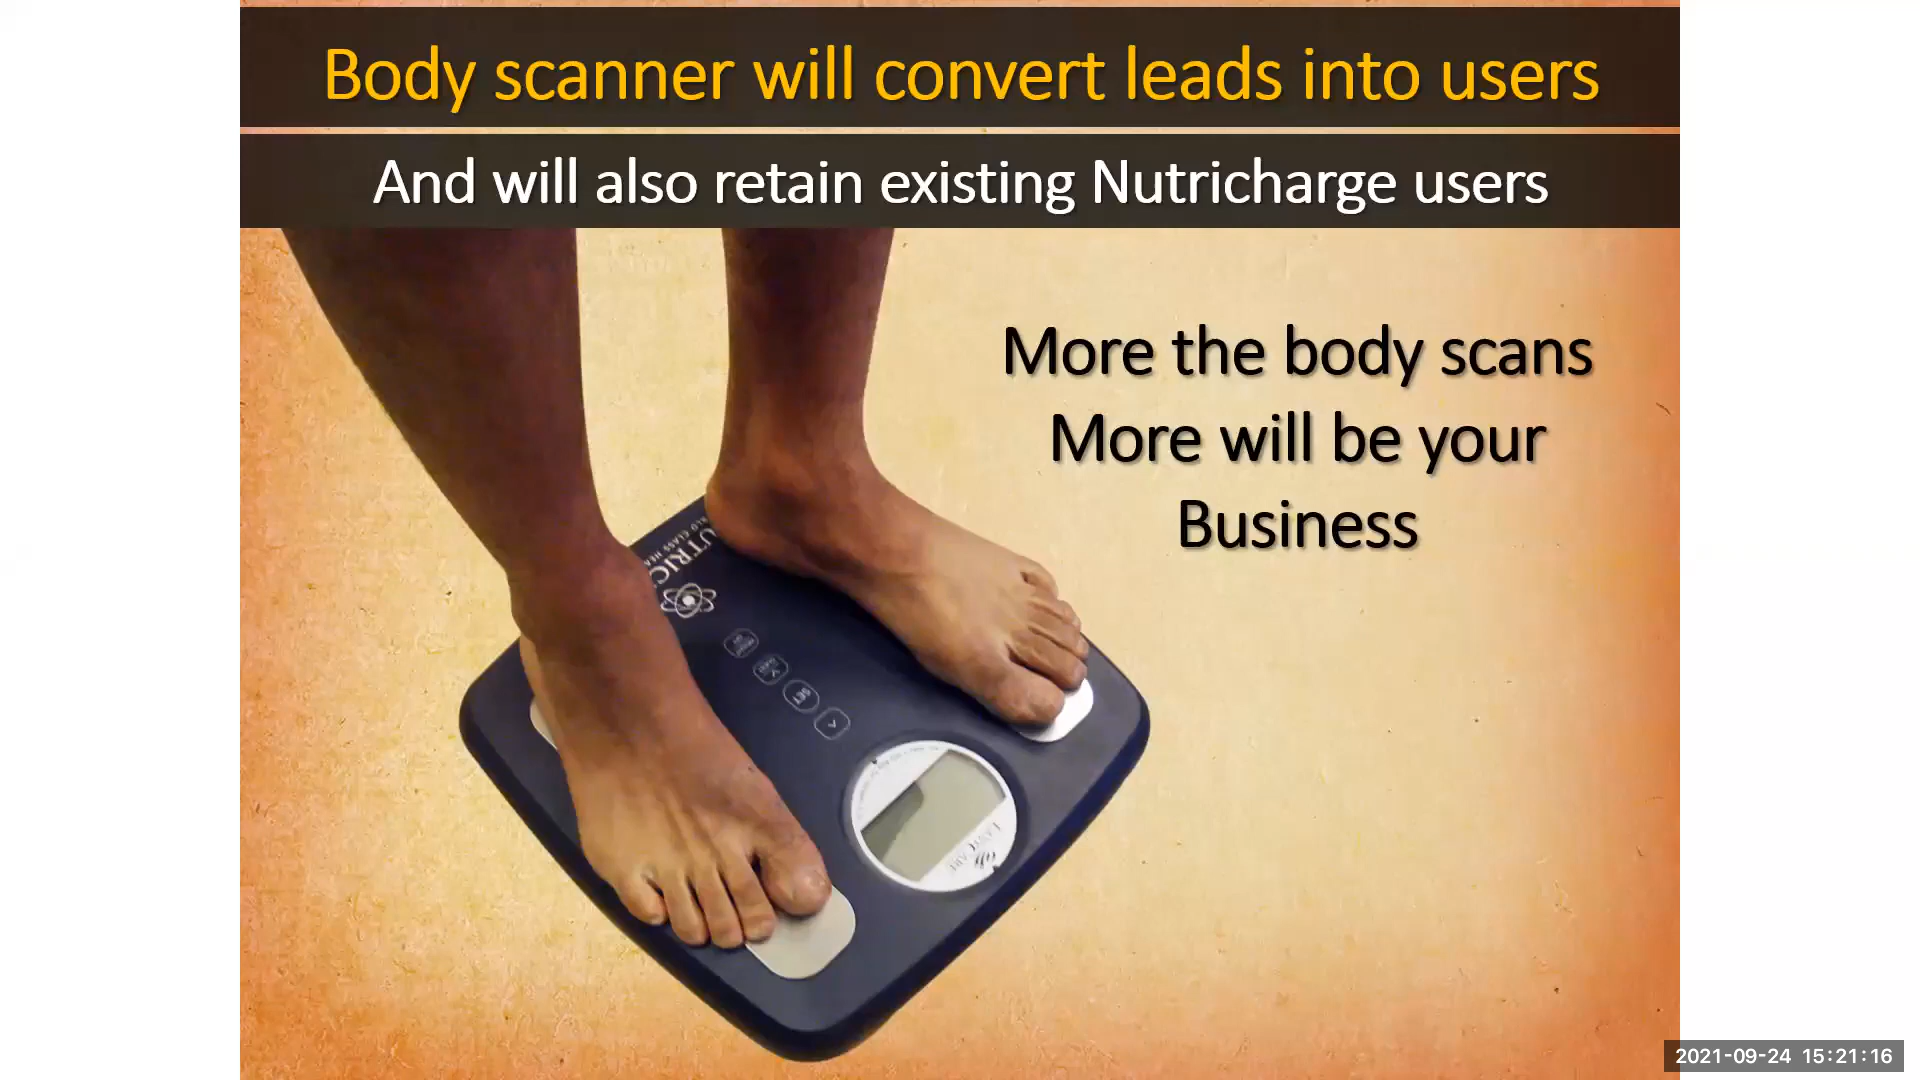 Body scanner will convert leads into users
And will also retain existing Nutricharge users
More the body scans
More will be your
Business
SET
2021-09-24 15:21:16